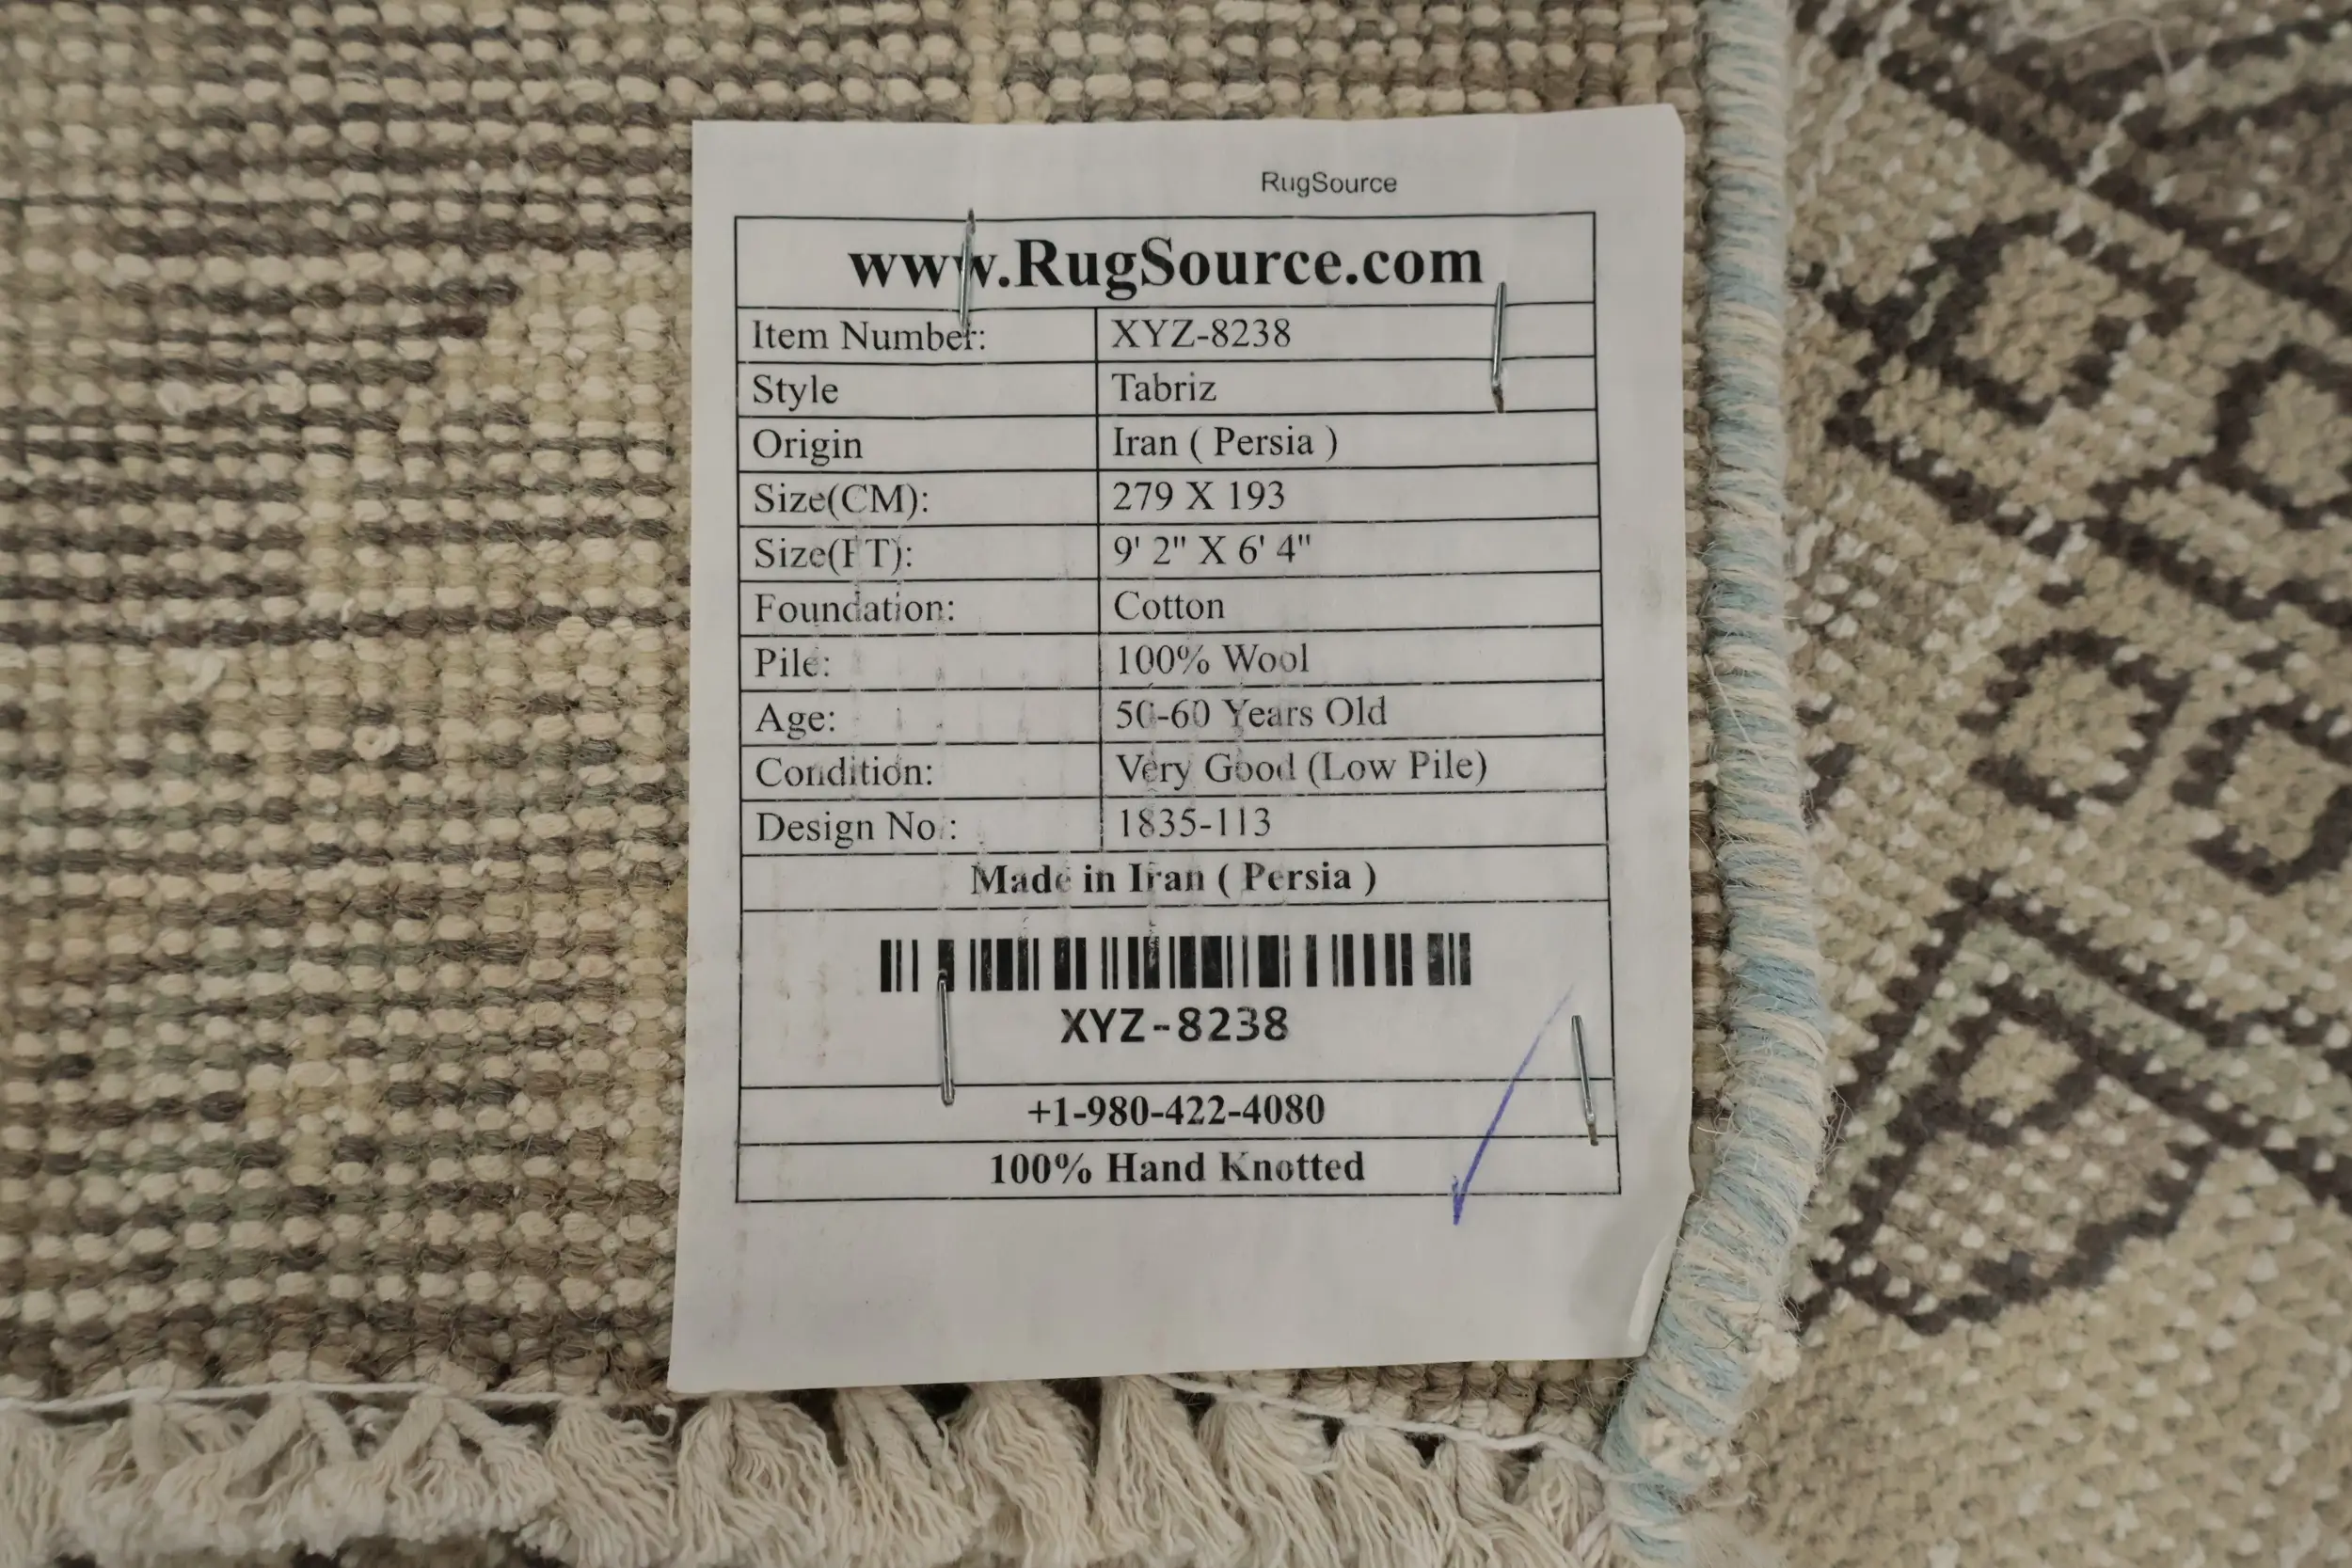 RugSource
www.RugSource.com
Item Number: XYZ-8238
Style Tabriz
Origin Iran ( Persia )
Size(CM): 279 X 193
Size(FT): 9' 2" X 6' 4"
Foundation: Cotton
Pile: 100% Wool
Age: 50-60 Years Old
Condition: Very Good (Low Pile)
Design No.: 1835-113
Made in Iran ( Persia )
XYZ-8238
+1-980-422-4080
100% Hand Knotted